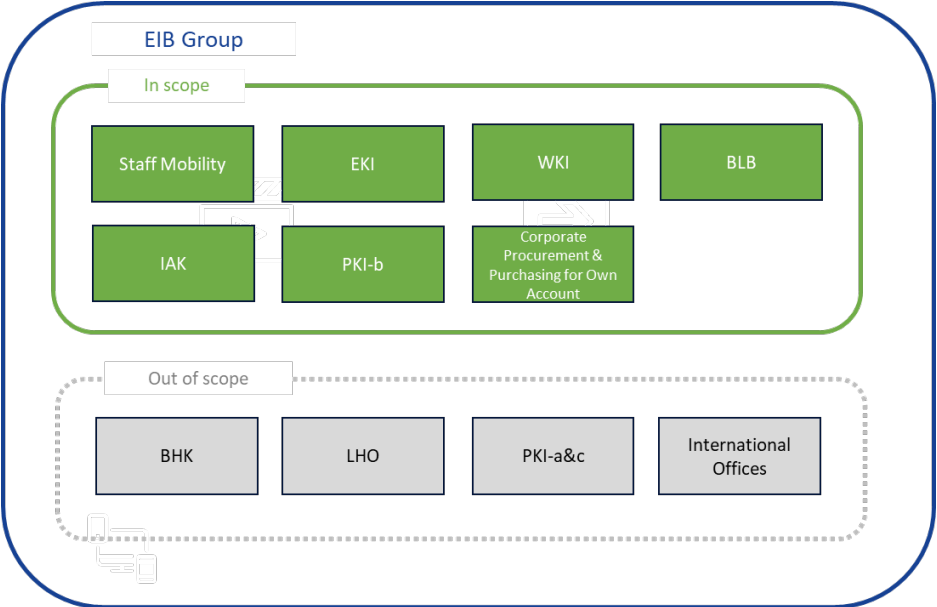 EIB Group
In scope
Staff Mobility
EKI
WKI
BLB
IAK
PKI-b
Corporate
Procurement &
Purchasing for Own
Account
Out of scope
BHK
LHO
PKI-a&c
International
Offices